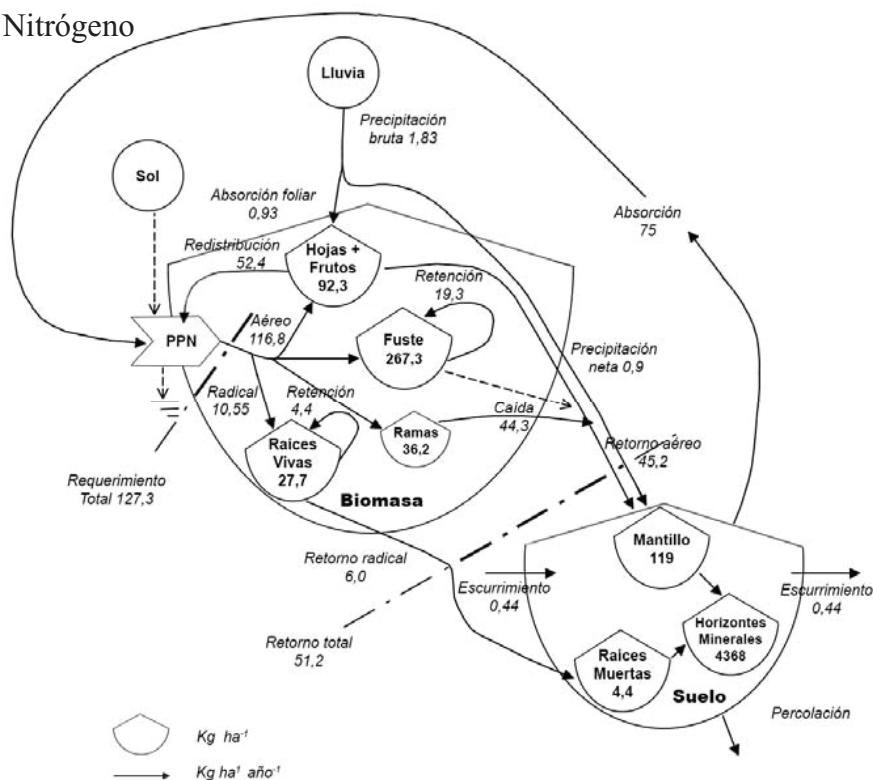 Nitrógeno
Lluvia
Precipitación
bruta 1,83
Sol
Absorción foliar
0,93
Absorción
75
Redistribución
52,4
Hojas +
Frutos
92,3
Retención
19,3
Aéreo
116,8
PPN
Fuste
267,3
Precipitación
neta 0,9
Radical
10,55
Retención
4,4
Ramas
36,2
Caída
44,3
Raices
Vivas
27,7
Retorno aéreo
45,2
Requerimiento
Total 127,3
Biomasa
Mantillo
119
Retorno radical
6,0
Escurrimiento
0,44
Escurrimiento
0,44
Horizontes
Minerales
4368
Retorno total
51,2
Raices
Muertas
4,4
Suelo
Percolación
Kg ha-¹
Kg ha¹ año-¹